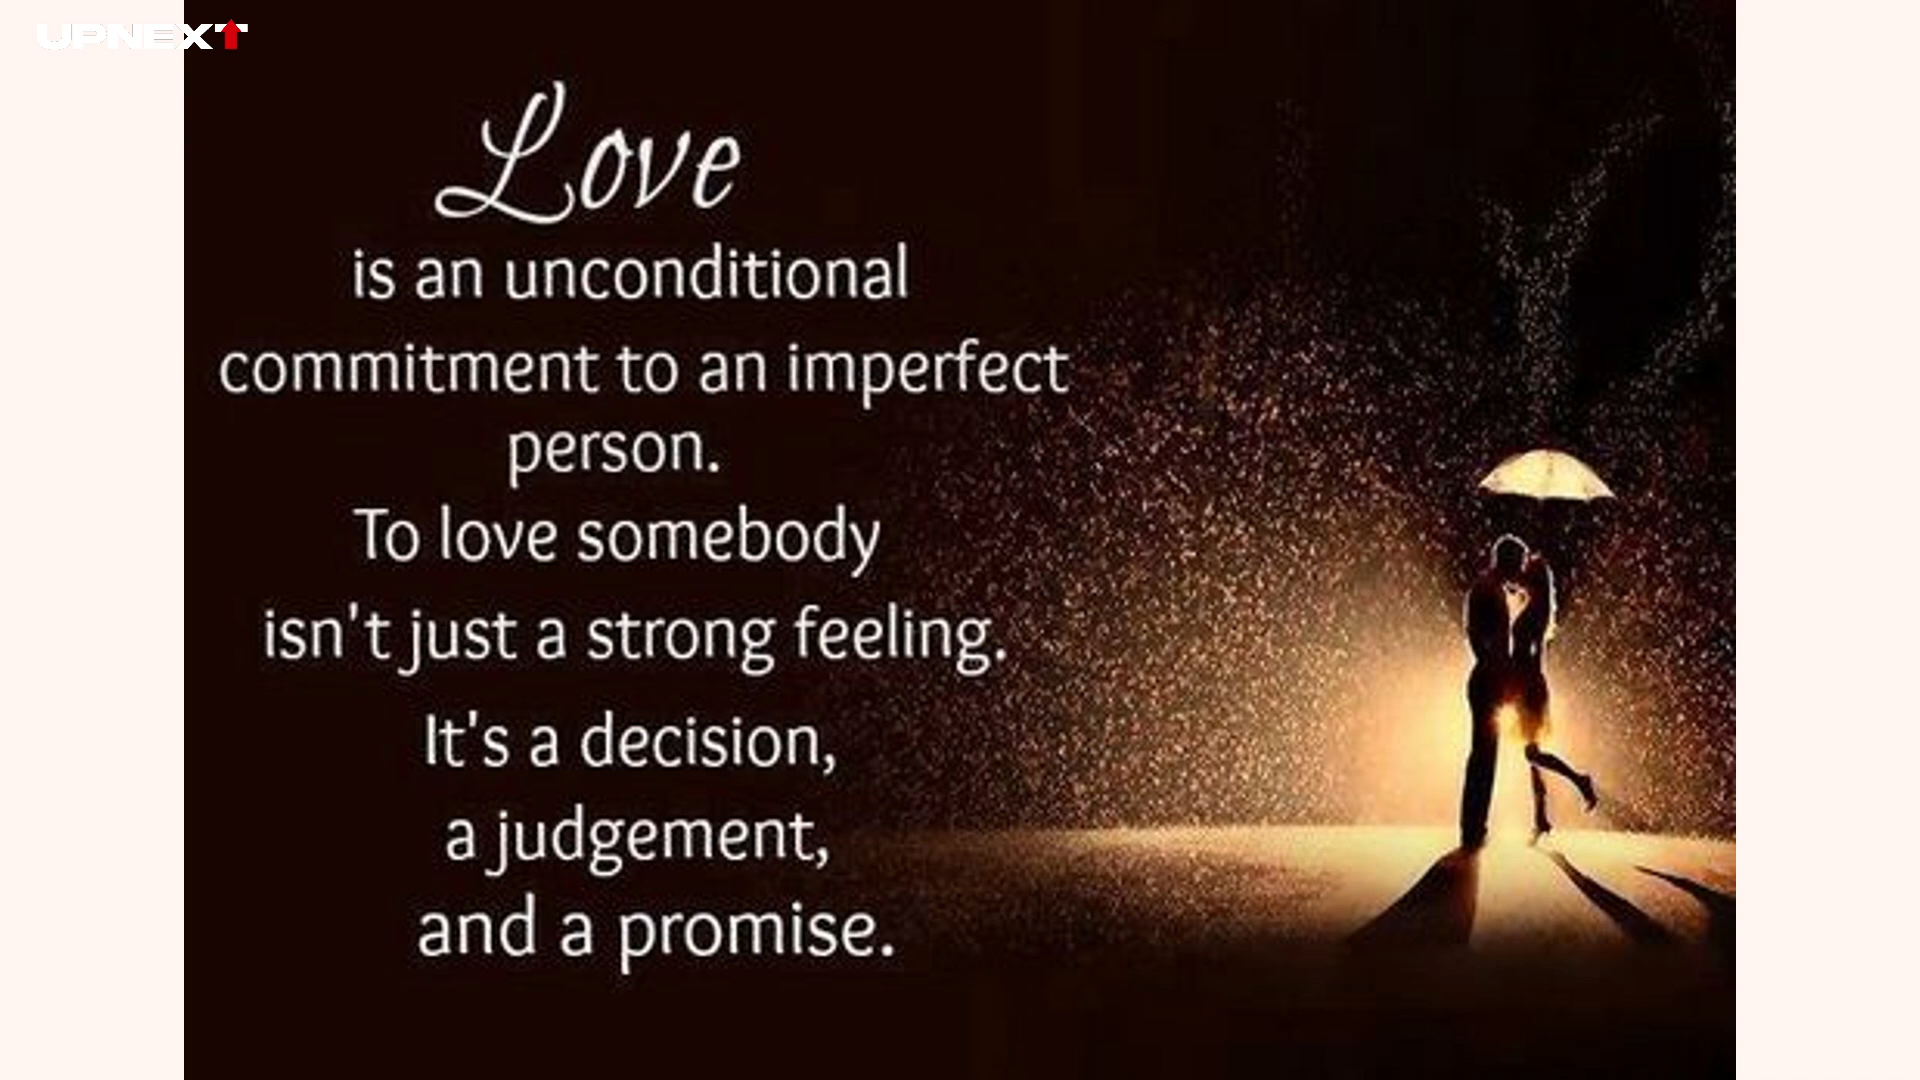 UPNEXT
Love
is an unconditional
commitment to an imperfect
person.
To love somebody
isn't just a strong feeling.
It's a decision,
a judgement,
and a promise.